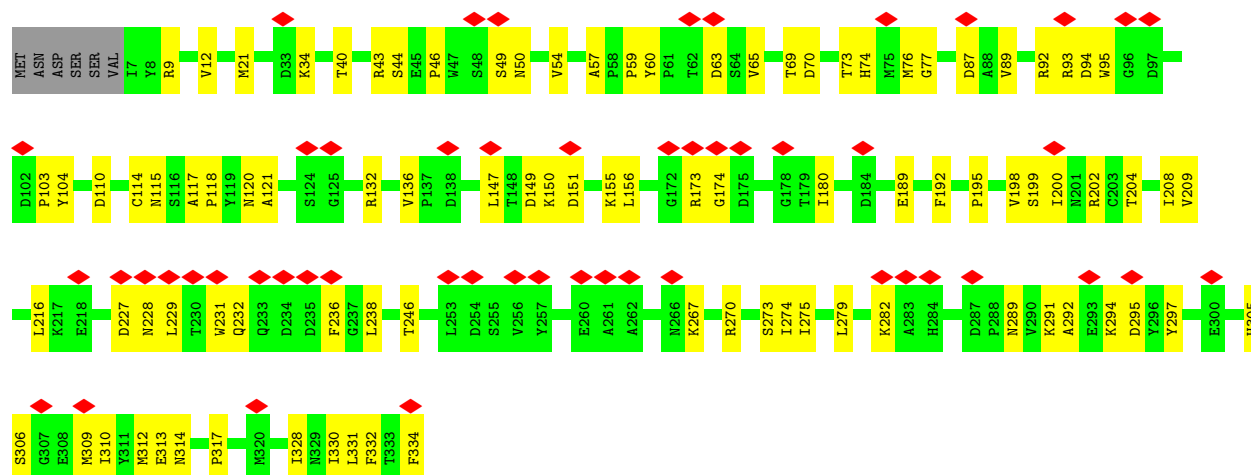 MET ASN ASP SER SER VAL I7 Y8 R9 V12 M21 D33 K34 T40 R43 S44 E45 P46 W47 S48 S49 N50 V54 A57 P58 P59 Y60 P61 T62 D63 S64 V65 T69 D70 T73 H74 M75 M76 G77 D87 A88 V89 R92 R93 D94 W95 G96 D97
D102 P103 Y104 D110 C114 N115 S116 A117 P118 Y119 N120 A121 S124 G125 R132 V136 P137 D138 L147 T148 D149 K150 D151 K155 L156 G172 R173 G174 D175 G178 T179 I180 D184 E189 F192 P195 V198 S199 I200 N201 R202 C203 T204 I208 V209
L216 K217 E218 D227 N228 L229 T230 W231 Q232 Q233 D234 D235 F236 G237 L238 T246 L253 D254 S255 V256 Y257 E260 A261 A262 N266 K267 R270 S273 I274 I275 L279 K282 A283 H284 D287 P288 N289 V290 K291 A292 E293 K294 D295 Y296 Y297 E300
S306 G307 E308 M309 I310 Y311 M312 E313 N314 P317 M320 I328 N329 I330 L331 F332 T333 F334